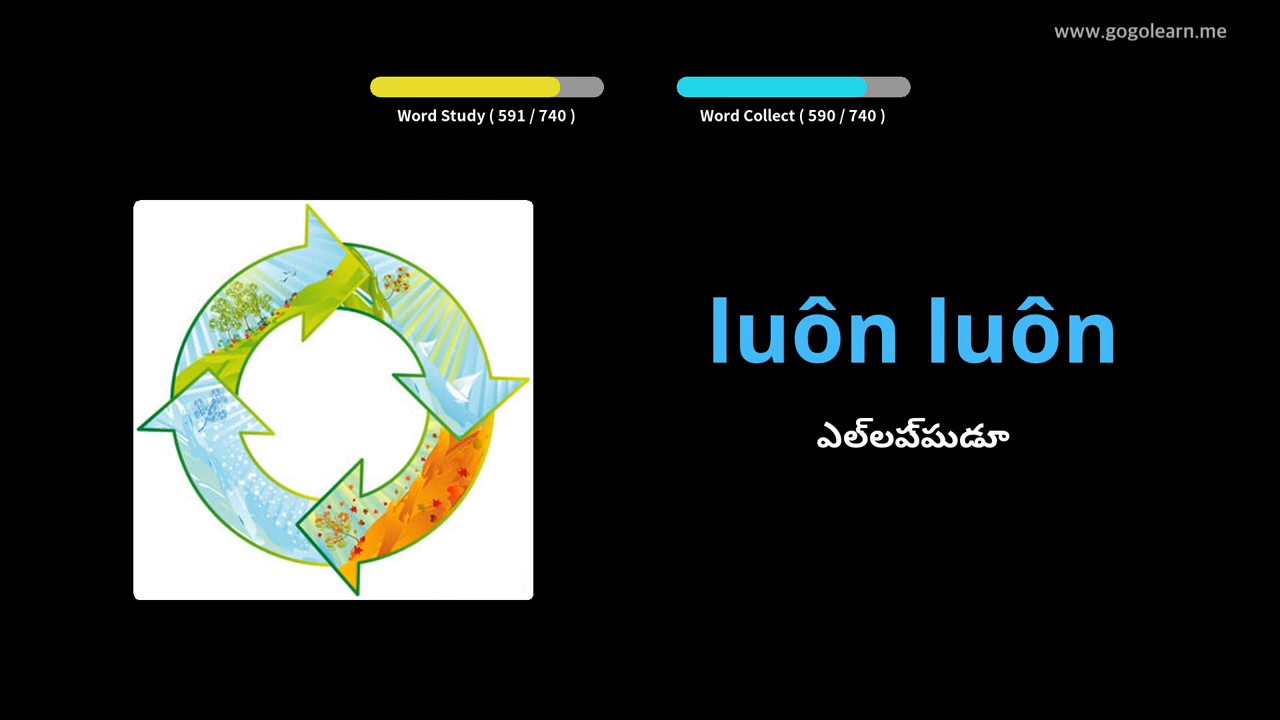 www.gogolearn.me
Word Study ( 591 / 740 )
Word Collect ( 590 / 740 )
luôn luôn
ఎల్‌లప్‌పుడూ